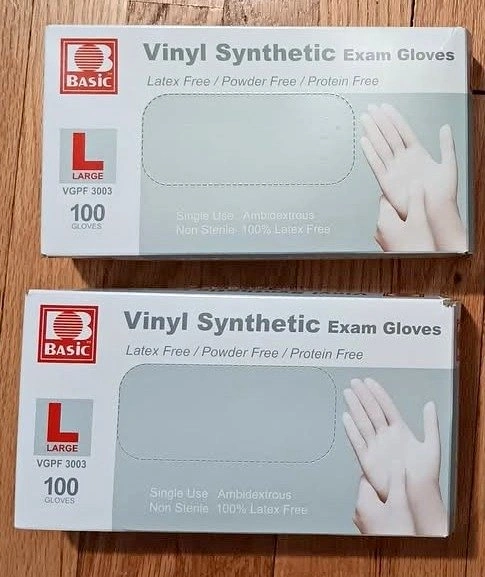 BASIC
Vinyl Synthetic Exam Gloves
Latex Free / Powder Free / Protein Free
L
LARGE
VGPF 3003
100
GLOVES
Single Use Ambidextrous
Non Sterile 100% Latex Free
BASIC
Vinyl Synthetic Exam Gloves
Latex Free / Powder Free / Protein Free
L
LARGE
VGPF 3003
100
GLOVES
Single Use Ambidextrous
Non Sterile 100% Latex Free